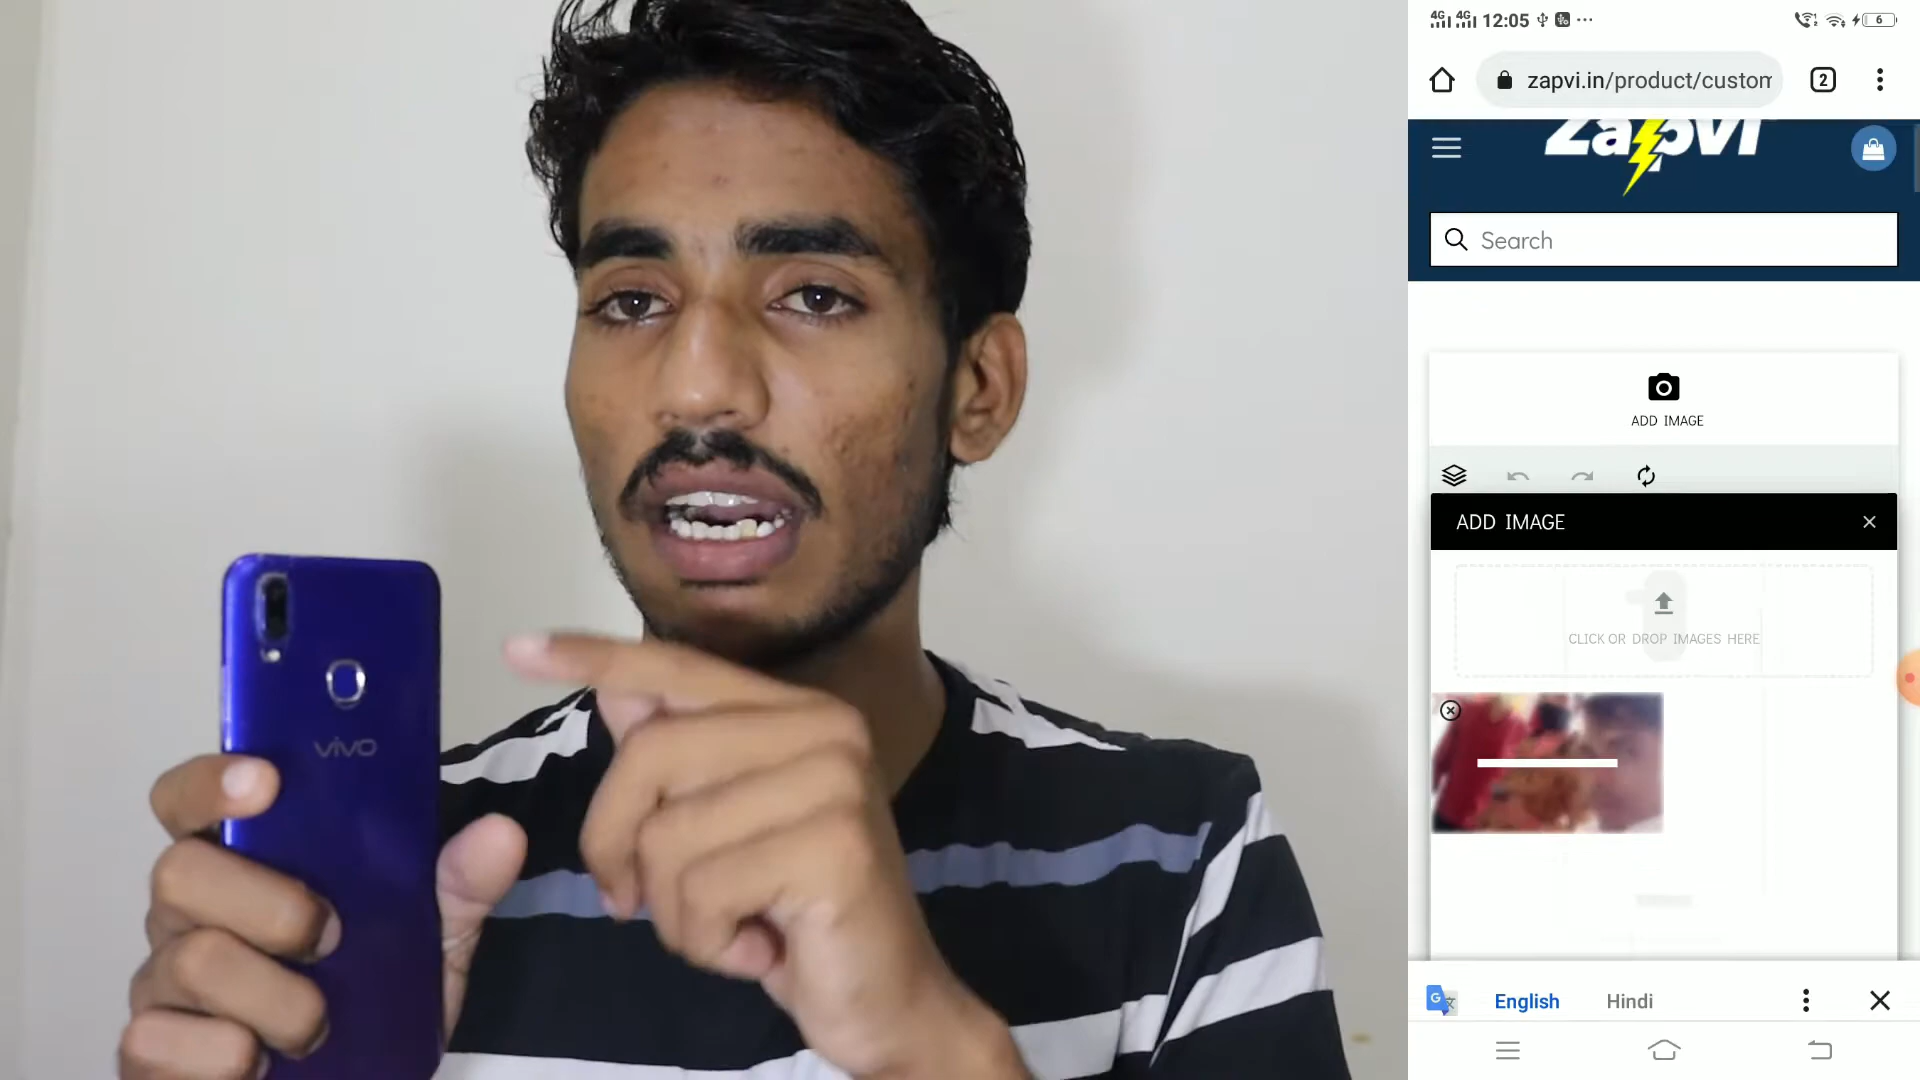 vivo
4G 4G 12:05
6
zapvi.in/product/custom
2
Zapvi
Search
ADD IMAGE
ADD IMAGE
CLICK OR DROP IMAGES HERE
English Hindi